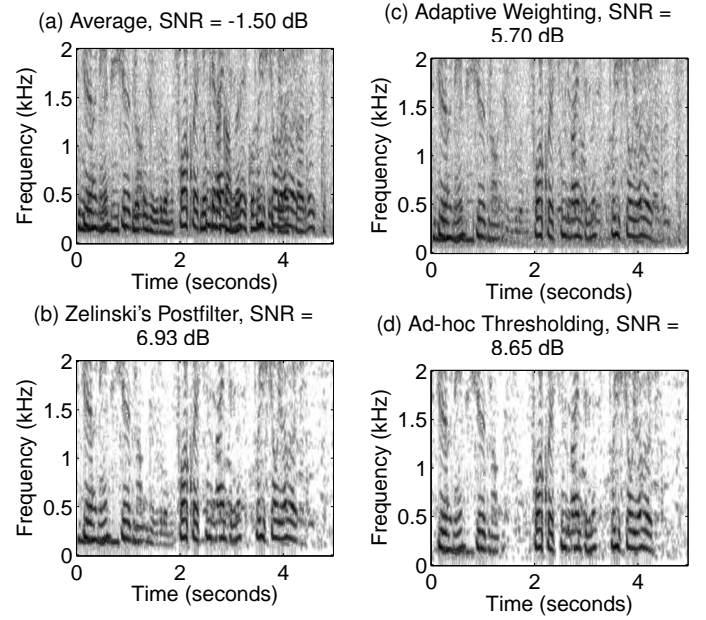 (a) Average, SNR = -1.50 dB
2
1.5
1
0.5
0
Frequency (kHz)
0 2 4
Time (seconds)
(b) Zelinski's Postfilter, SNR =
6.93 dB
2
1.5
1
0.5
0
Frequency (kHz)
0 2 4
Time (seconds)
(c) Adaptive Weighting, SNR =
5.70 dB
2
1.5
1
0.5
0
Frequency (kHz)
0 2 4
Time (seconds)
(d) Ad-hoc Thresholding, SNR =
8.65 dB
2
1.5
1
0.5
0
Frequency (kHz)
0 2 4
Time (seconds)